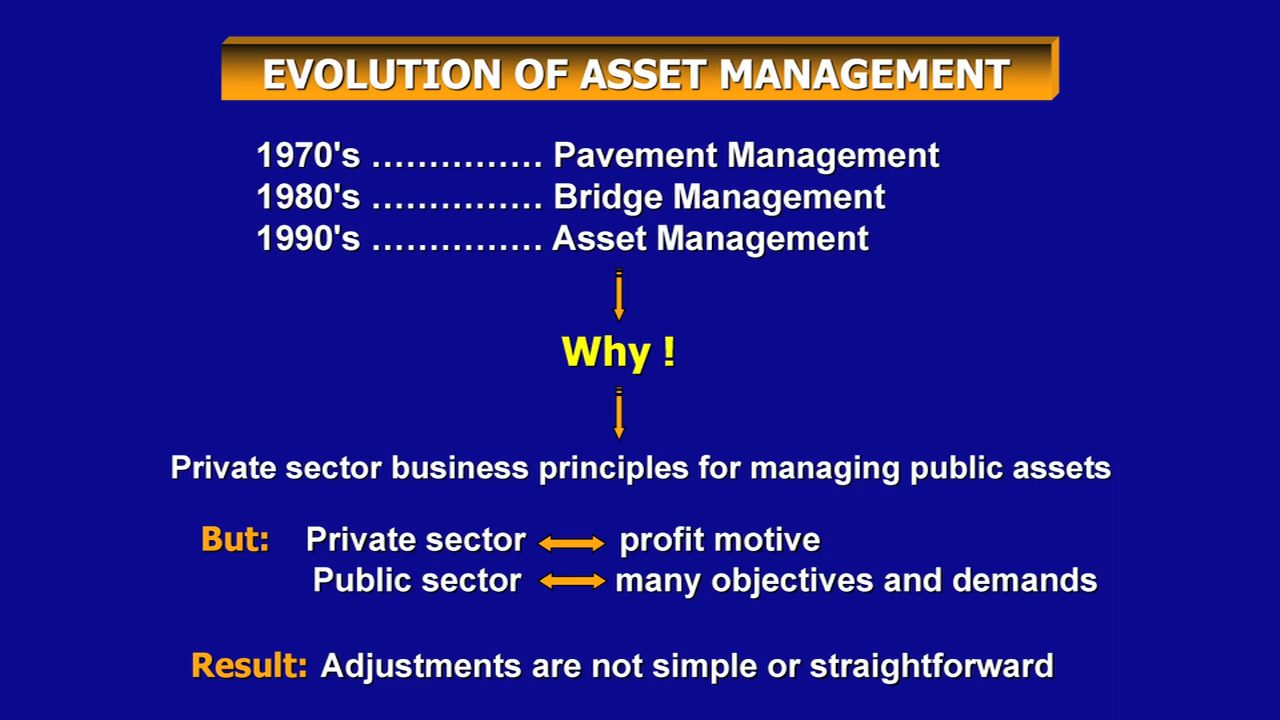 EVOLUTION OF ASSET MANAGEMENT
1970's …………… Pavement Management
1980's …………… Bridge Management
1990's …………… Asset Management
Why !
Private sector business principles for managing public assets
But: Private sector ↔ profit motive
Public sector ↔ many objectives and demands
Result: Adjustments are not simple or straightforward